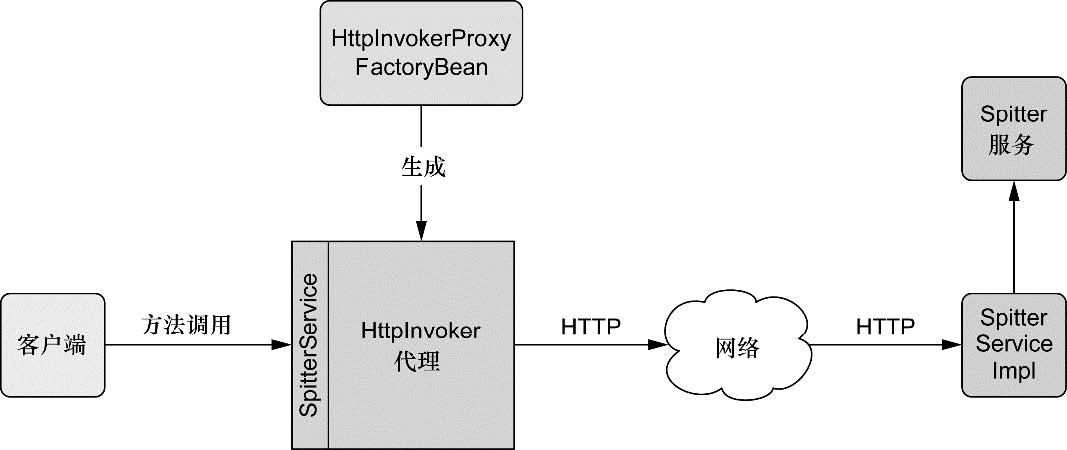 HttpInvokerProxy
FactoryBean
生成
Spitter
服务
客户端
方法调用
SpitterService
HttpInvoker
代理
HTTP
网络
HTTP
Spitter
Service
Impl